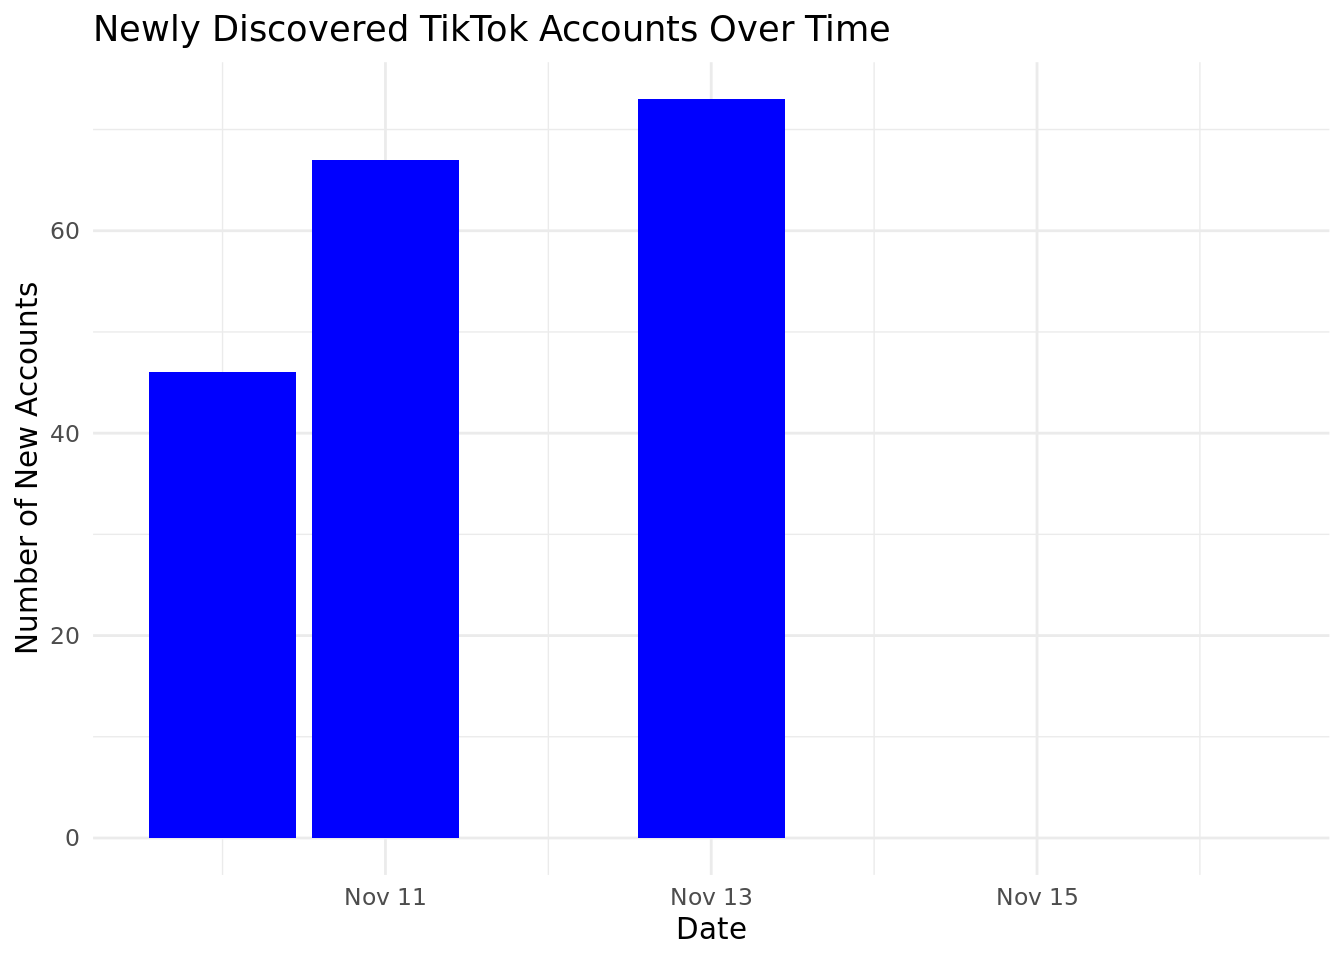 Newly Discovered TikTok Accounts Over Time
Number of New Accounts
60
40
20
0
Nov 11 Nov 13 Nov 15
Date